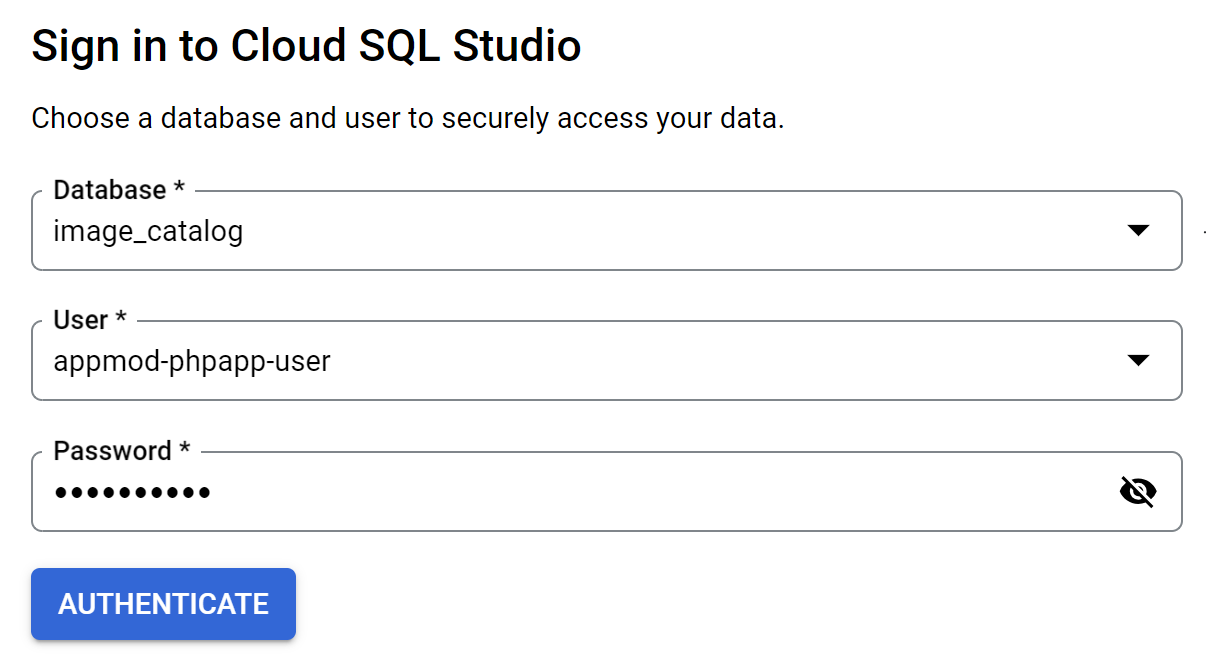 Sign in to Cloud SQL Studio
Choose a database and user to securely access your data.
Database *
image_catalog
User *
appmod-phpapp-user
Password *
••••••••••
AUTHENTICATE